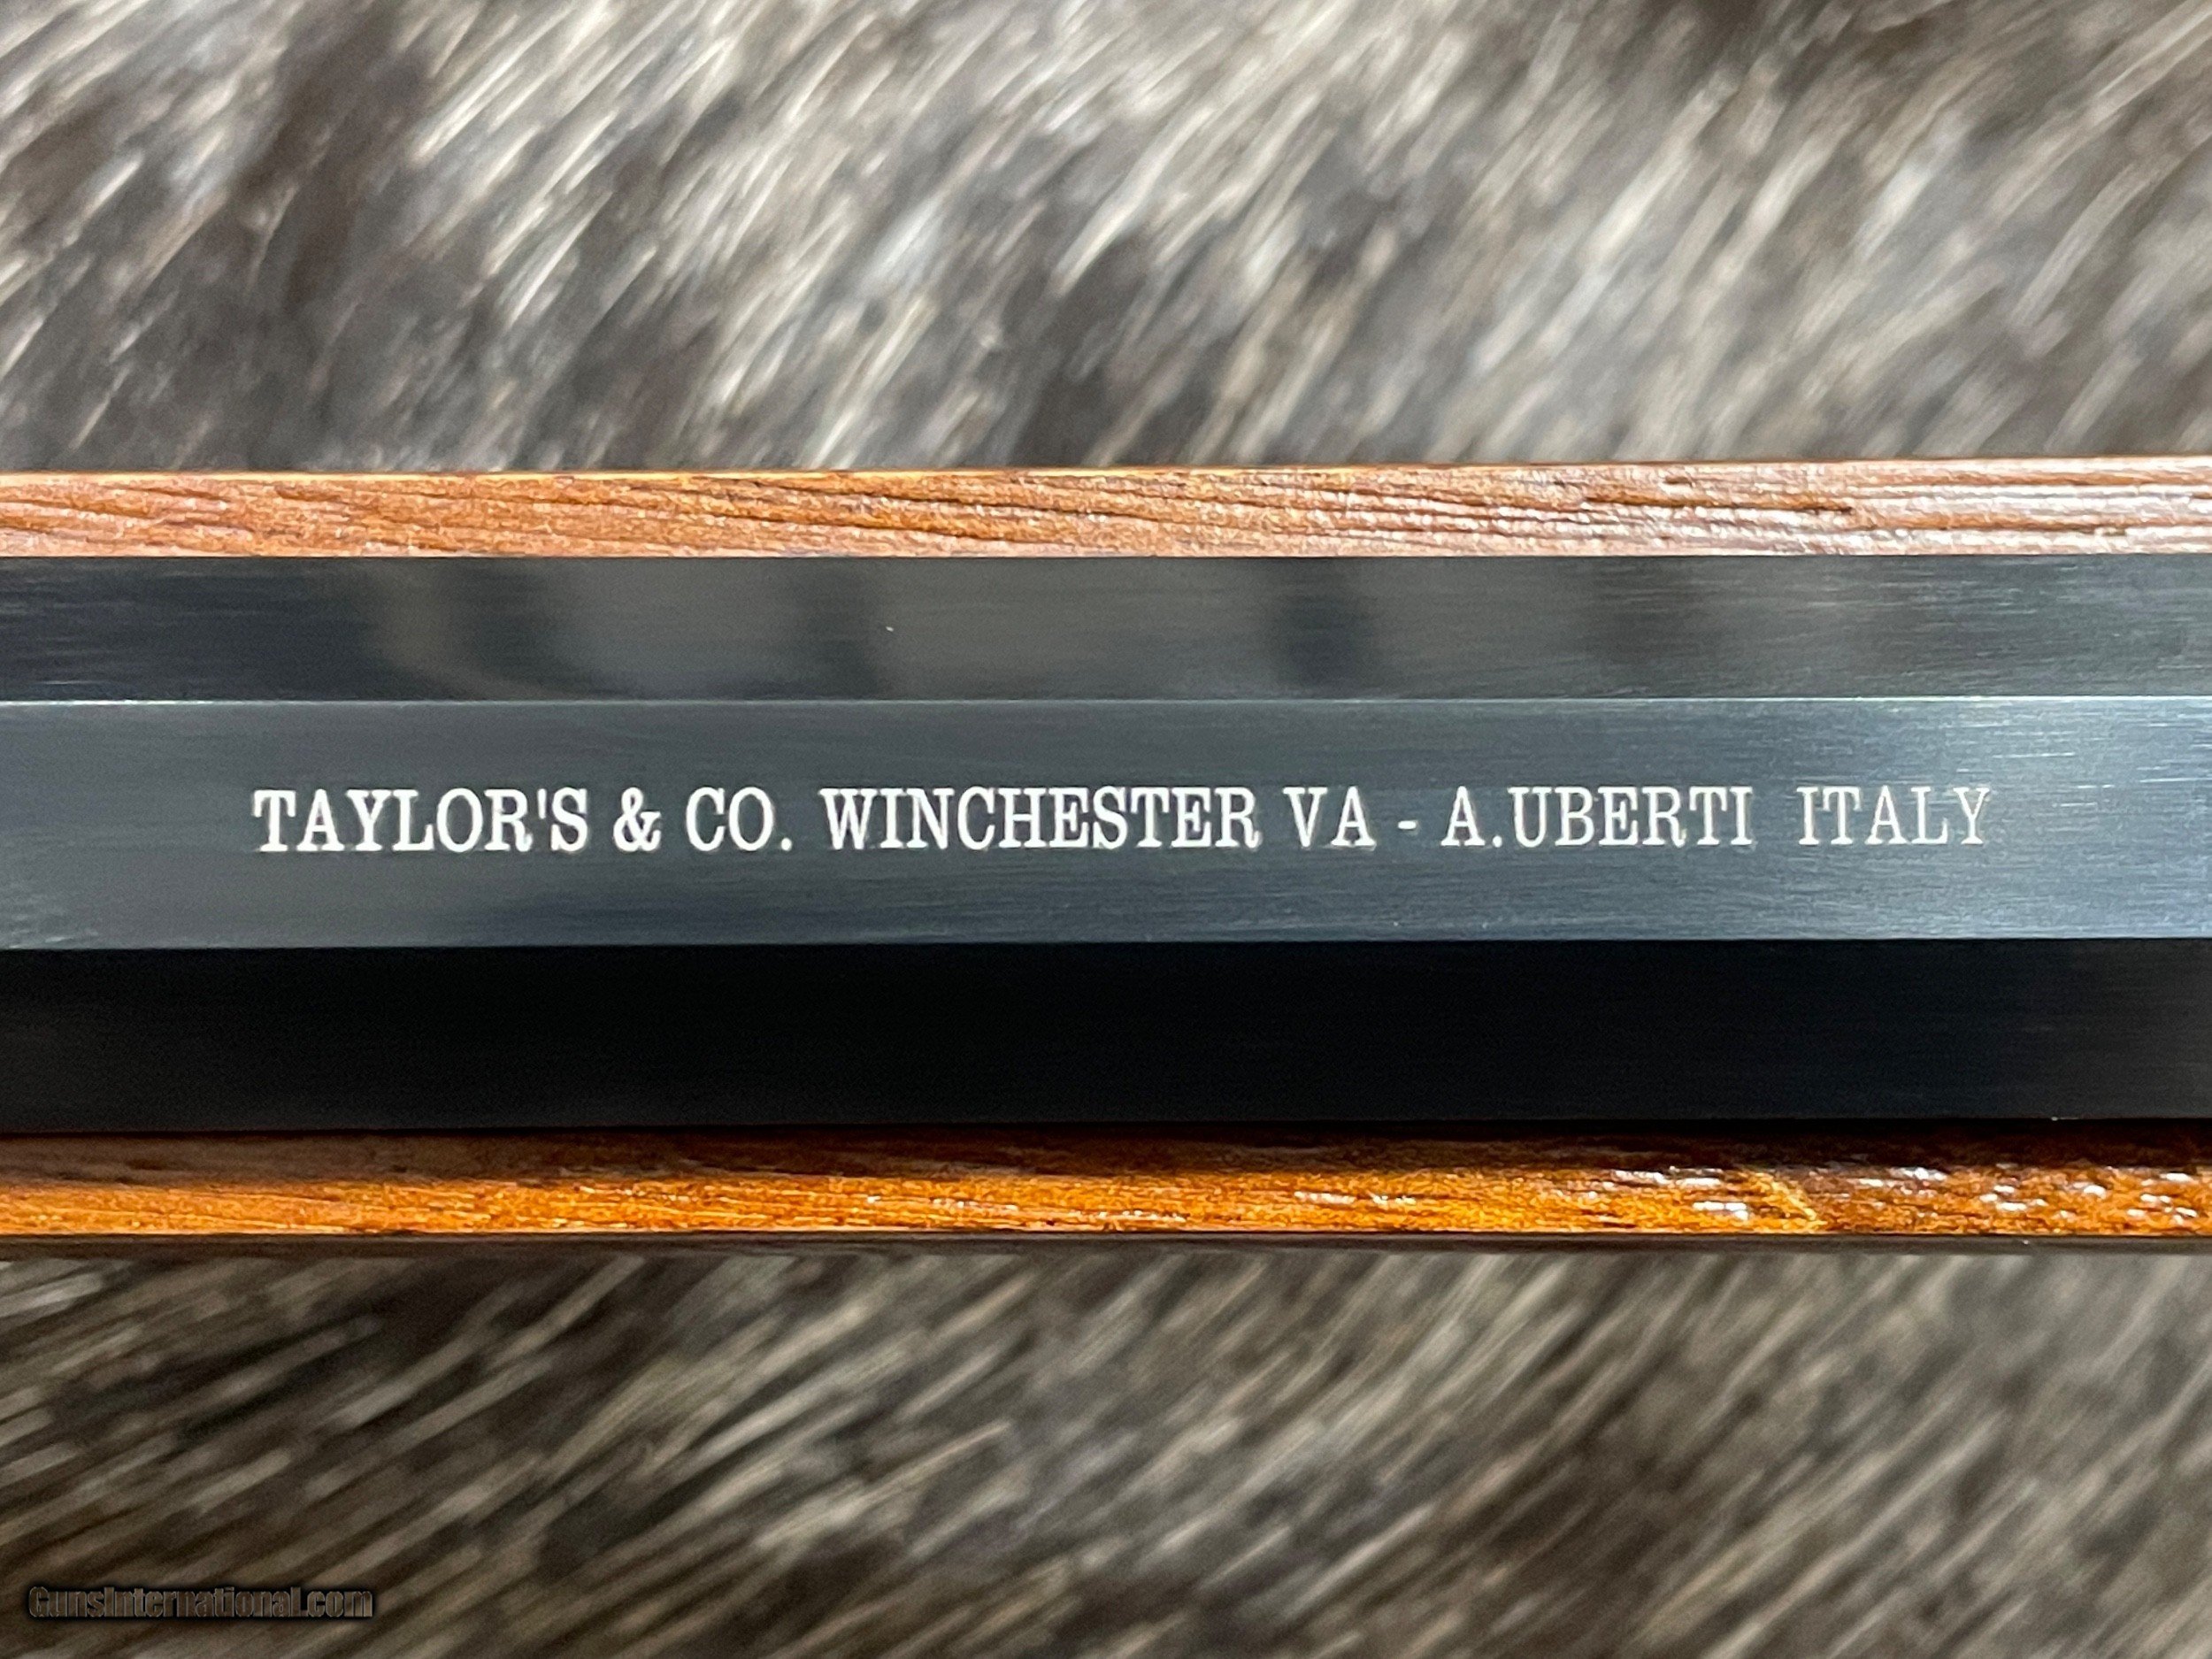 TAYLOR'S & CO. WINCHESTER VA - A.UBERTI ITALY
GunsInternational.com